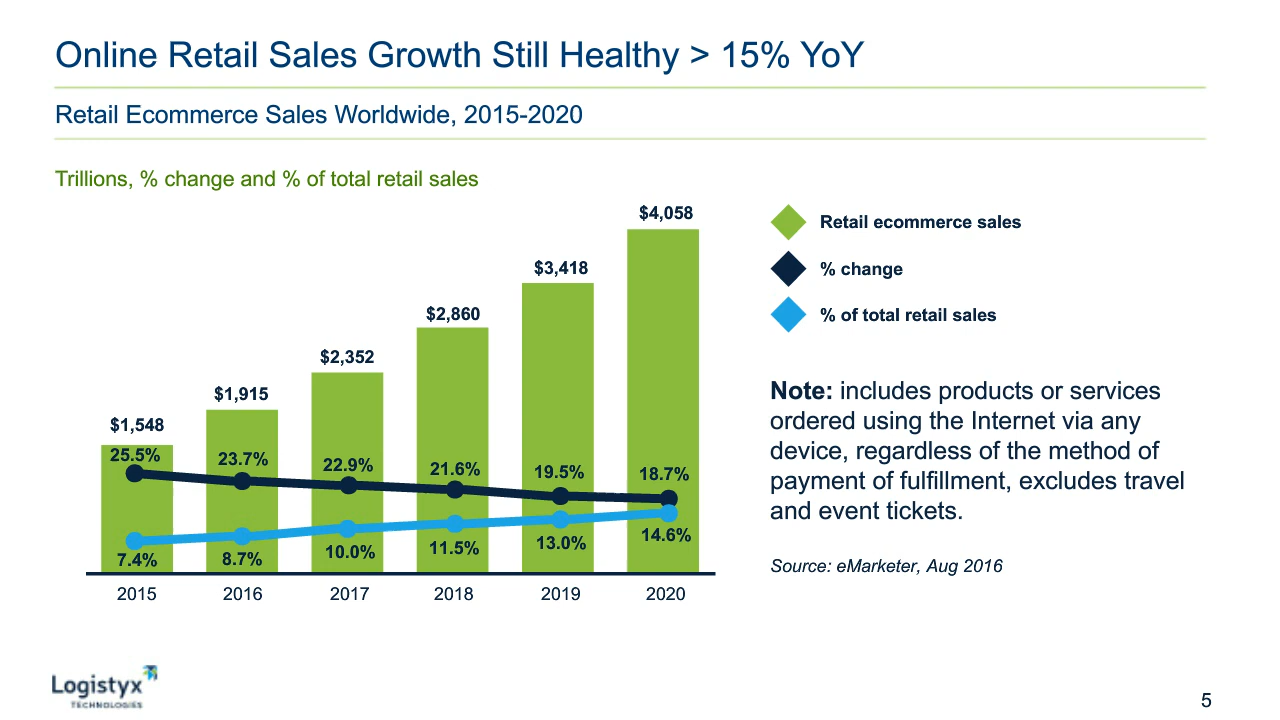 Online Retail Sales Growth Still Healthy > 15% YoY
Retail Ecommerce Sales Worldwide, 2015-2020
Trillions, % change and % of total retail sales
$1,548
$1,915
$2,352
$2,860
$3,418
$4,058
25.5%
23.7%
22.9%
21.6%
19.5%
18.7%
7.4%
8.7%
10.0%
11.5%
13.0%
14.6%
2015
2016
2017
2018
2019
2020
Retail ecommerce sales
% change
% of total retail sales
Note: includes products or services
ordered using the Internet via any
device, regardless of the method of
payment of fulfillment, excludes travel
and event tickets.
Source: eMarketer, Aug 2016
Logistyx
TECHNOLOGIES
5